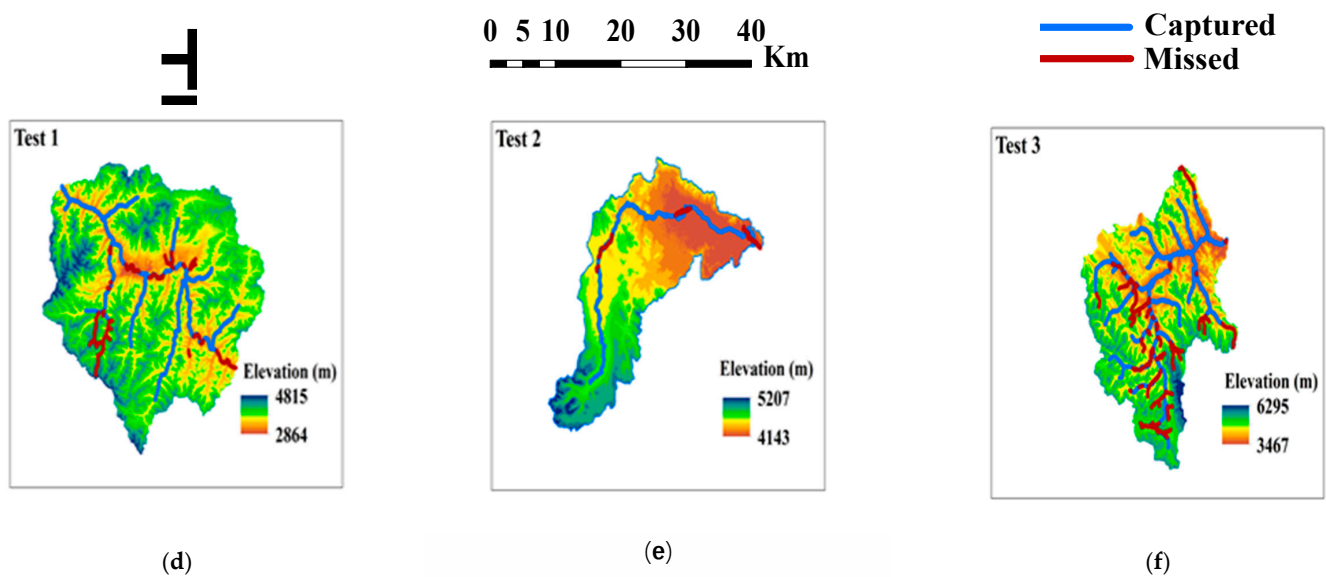 0 5 10 20 30 40
Km
Captured
Missed
Test 1
Elevation (m)
4815
2864
(d)
Test 2
Elevation (m)
5207
4143
(e)
Test 3
Elevation (m)
6295
3467
(f)